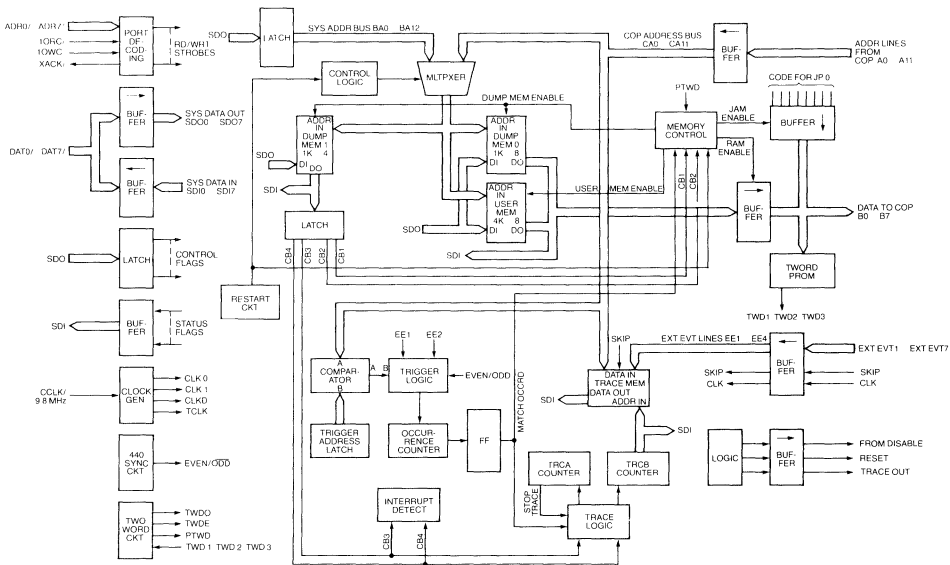 ADR0/ ADR7/
1ORC/
1OWC
XACK/
PORT
DE-
CODING
RD/WRT
STROBES
SDO
LATCH
SYS ADDR BUS BA0 BA12
COP ADDRESS BUS
CA0 CA11
BUF-
FER
ADDR LINES
FROM
COP A0 A11
CONTROL
LOGIC
MLTPXER
DUMP MEM ENABLE
PTWD
CODE FOR JP 0
BUFFER
JAM
ENABLE
MEMORY
CONTROL
RAM
ENABLE
DAT0/ DAT7/
BUF-
FER
SYS DATA OUT
SDO0 SDO7
BUF-
FER
SYS DATA IN
SDI0 SDI7
ADDR
IN
DUMP
MEM 1
1K 4
DI
DO
SDO
SDI
ADDR
IN
DUMP
MEM 0
1K 8
DI DO
ADDR
IN
USER
MEM
4K 8
DI DO
SDO
SDI
USER/ MEM ENABLE
CB1
CB2
BUF-
FER
DATA TO COP
B0 B7
LATCH
CB4
CB3
CB2
CB1
SDO
LATCH
CONTROL
FLAGS
RESTART
CKT
TWORD
PROM
TWD1 TWD2 TWD3
SDI
BUF-
FER
STATUS
FLAGS
EE1 EE2
A
COMPAR-
ATOR
B
A B
TRIGGER
LOGIC
EVEN/ODD
TRIGGER
ADDRESS
LATCH
OCCUR-
RENCE
COUNTER
FF
MATCH OCCRD
SKIP
EXT EVT LINES EE1 EE4
DATA IN
TRACE MEM
DATA OUT
ADDR IN
SDI
SDI
BUF-
FER
EXT EVT1 EXT EVT7
SKIP
CLK
SKIP
CLK
CCLK/
9.8 MHz
CLOCK
GEN
CLK 0
CLK 1
CLKD
TCLK
440
SYNC
CKT
EVEN/ODD
TWO
WORD
CKT
TWDO
TWDE
PTWD
TWD 1 TWD 2 TWD 3
INTERRUPT
DETECT
CB3
CB4
TRCA
COUNTER
TRCB
COUNTER
STOP
TRACE
TRACE
LOGIC
LOGIC
BUF-
FER
FROM DISABLE
RESET
TRACE OUT